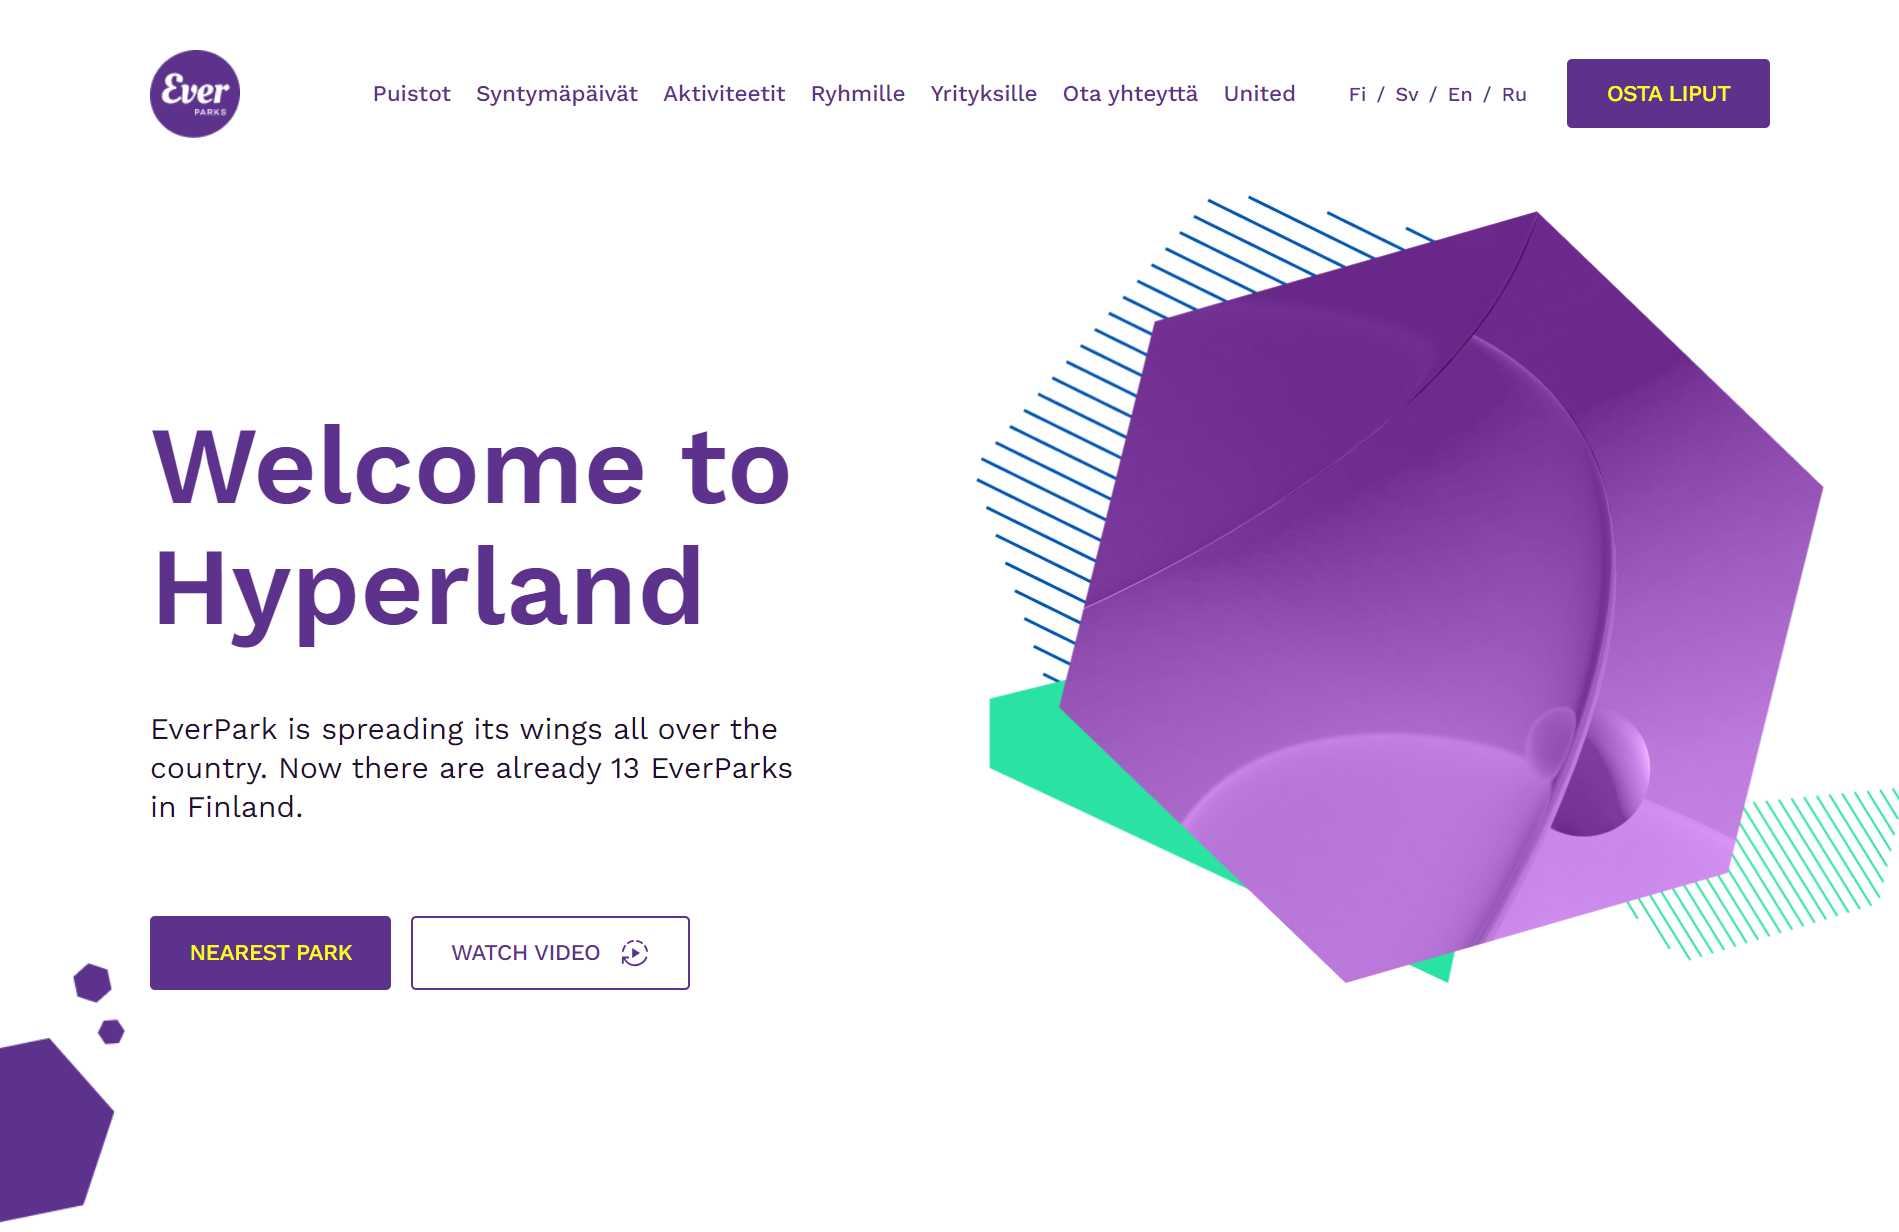 Ever
PARKS
Puistot Syntymäpäivät Aktiviteetit Ryhmille Yrityksille Ota yhteyttä United Fi / Sv / En / Ru OSTA LIPUT
Welcome to
Hyperland
EverPark is spreading its wings all over the
country. Now there are already 13 EverParks
in Finland.
NEAREST PARK WATCH VIDEO